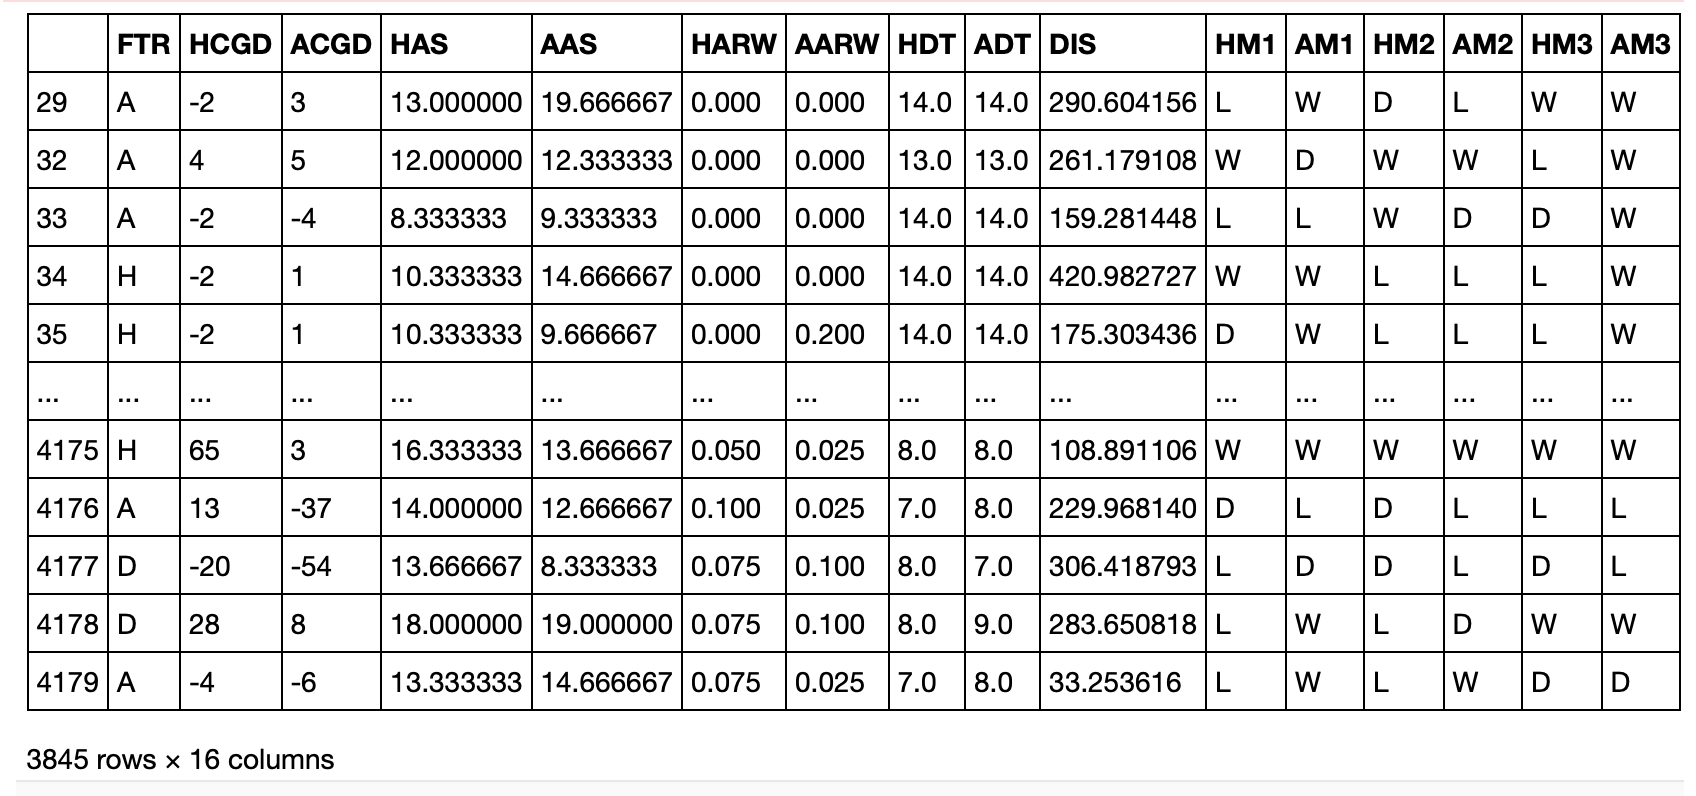 FTR HCGD ACGD HAS AAS HARW AARW HDT ADT DIS HM1 AM1 HM2 AM2 HM3 AM3
29 A -2 3 13.000000 19.666667 0.000 0.000 14.0 14.0 290.604156 L W D L W W
32 A 4 5 12.000000 12.333333 0.000 0.000 13.0 13.0 261.179108 W D W W L W
33 A -2 -4 8.333333 9.333333 0.000 0.000 14.0 14.0 159.281448 L L W D D W
34 H -2 1 10.333333 14.666667 0.000 0.000 14.0 14.0 420.982727 W W L L L W
35 H -2 1 10.333333 9.666667 0.000 0.200 14.0 14.0 175.303436 D W L L L W
... ... ... ... ... ... ... ... ... ... ... ... ... ... ... ... ...
4175 H 65 3 16.333333 13.666667 0.050 0.025 8.0 8.0 108.891106 W W W W W W
4176 A 13 -37 14.000000 12.666667 0.100 0.025 7.0 8.0 229.968140 D L D L L L
4177 D -20 -54 13.666667 8.333333 0.075 0.100 8.0 7.0 306.418793 L D D L D L
4178 D 28 8 18.000000 19.000000 0.075 0.100 8.0 9.0 283.650818 L W L D W W
4179 A -4 -6 13.333333 14.666667 0.075 0.025 7.0 8.0 33.253616 L W L W D D
3845 rows × 16 columns